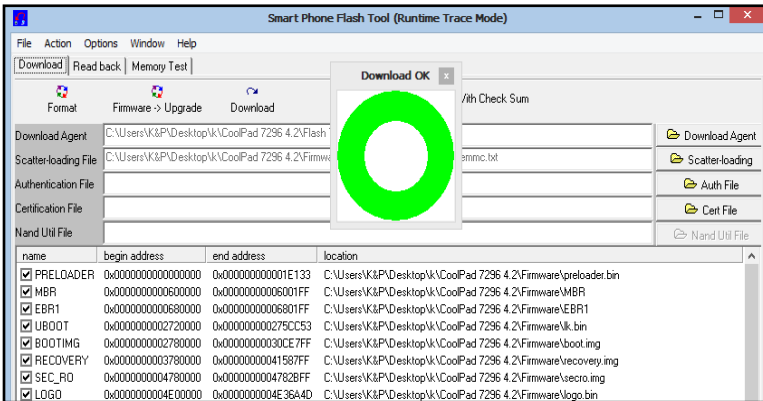 Smart Phone Flash Tool (Runtime Trace Mode)
File Action Options Window Help
Download Read back Memory Test
Download OK
Format Firmware -> Upgrade Download With Check Sum
Download Agent C:\Users\K&P\Desktop\k\CoolPad 7296 4.2\Flash Download Agent
Scatter-loading File C:\Users\K&P\Desktop\k\CoolPad 7296 4.2\Firmwa emmc.txt Scatter-loading
Authentication File Auth File
Certification File Cert File
Nand Util File Nand Util File
name begin address end address location
PRELOADER 0x0000000000000000 0x000000000001E133 C:\Users\K&P\Desktop\k\CoolPad 7296 4.2\Firmware\preloader.bin
MBR 0x0000000000600000 0x00000000006001FF C:\Users\K&P\Desktop\k\CoolPad 7296 4.2\Firmware\MBR
EBR1 0x0000000000680000 0x00000000006801FF C:\Users\K&P\Desktop\k\CoolPad 7296 4.2\Firmware\EBR1
UBOOT 0x0000000002720000 0x000000000275CC53 C:\Users\K&P\Desktop\k\CoolPad 7296 4.2\Firmware\lk.bin
BOOTIMG 0x0000000002780000 0x00000000030CE7FF C:\Users\K&P\Desktop\k\CoolPad 7296 4.2\Firmware\boot.img
RECOVERY 0x0000000003780000 0x00000000041587FF C:\Users\K&P\Desktop\k\CoolPad 7296 4.2\Firmware\recovery.img
SEC_RO 0x0000000004780000 0x0000000004782BFF C:\Users\K&P\Desktop\k\CoolPad 7296 4.2\Firmware\secro.img
LOGO 0x0000000004E00000 0x0000000004E36A4D C:\Users\K&P\Desktop\k\CoolPad 7296 4.2\Firmware\logo.bin